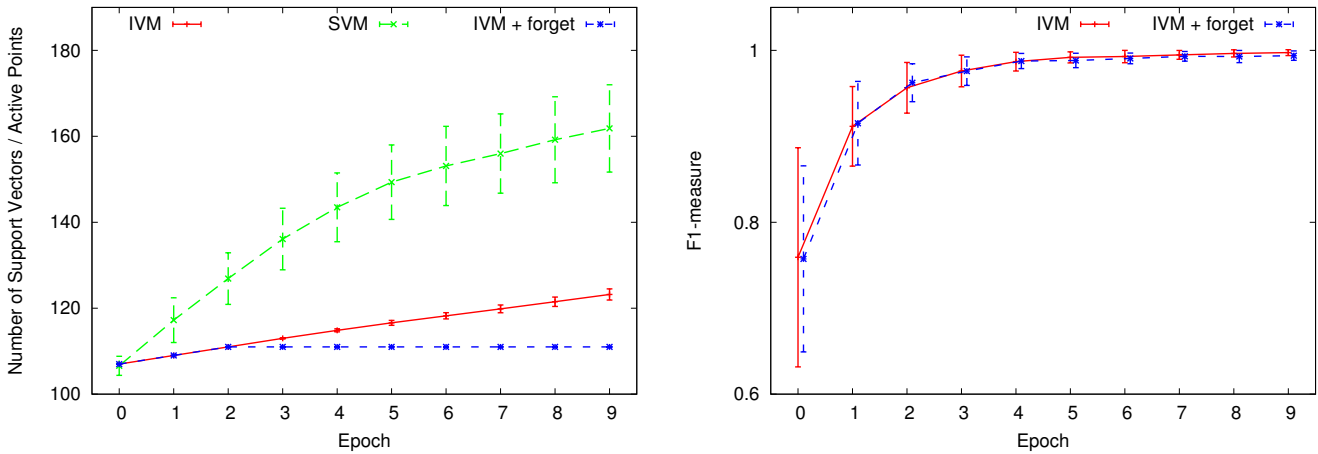 IVM SVM IVM + forget
Number of Support Vectors / Active Points
180
160
140
120
100
0 1 2 3 4 5 6 7 8 9
Epoch
IVM IVM + forget
F1-measure
1
0.8
0.6
0 1 2 3 4 5 6 7 8 9
Epoch